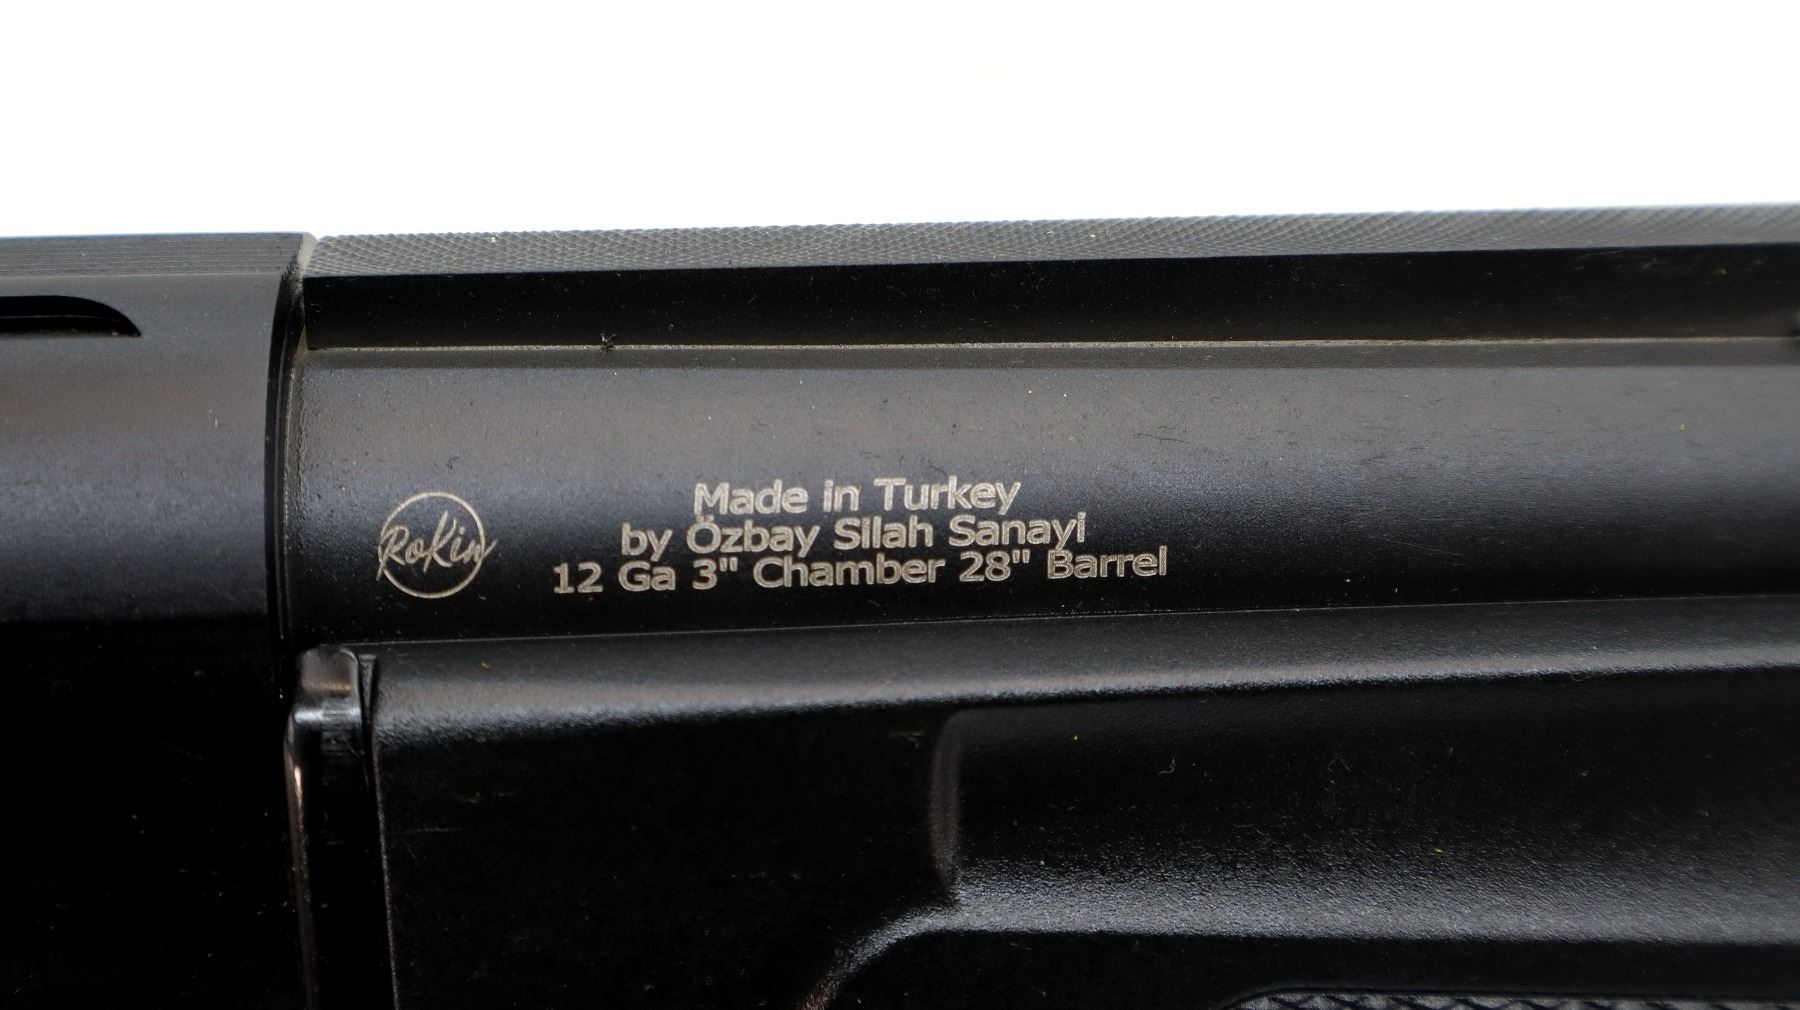 RoKin
Made in Turkey
by Özbay Silah Sanayi
12 Ga 3" Chamber 28" Barrel